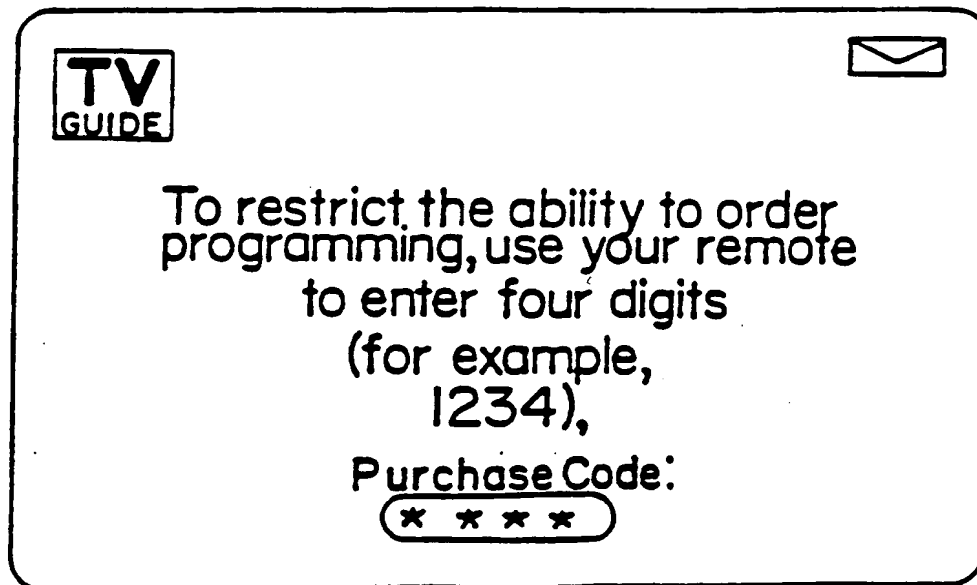 TV
GUIDE
To restrict the ability to order
programming, use your remote
to enter four digits
(for example,
1234),
Purchase Code:
* * * *